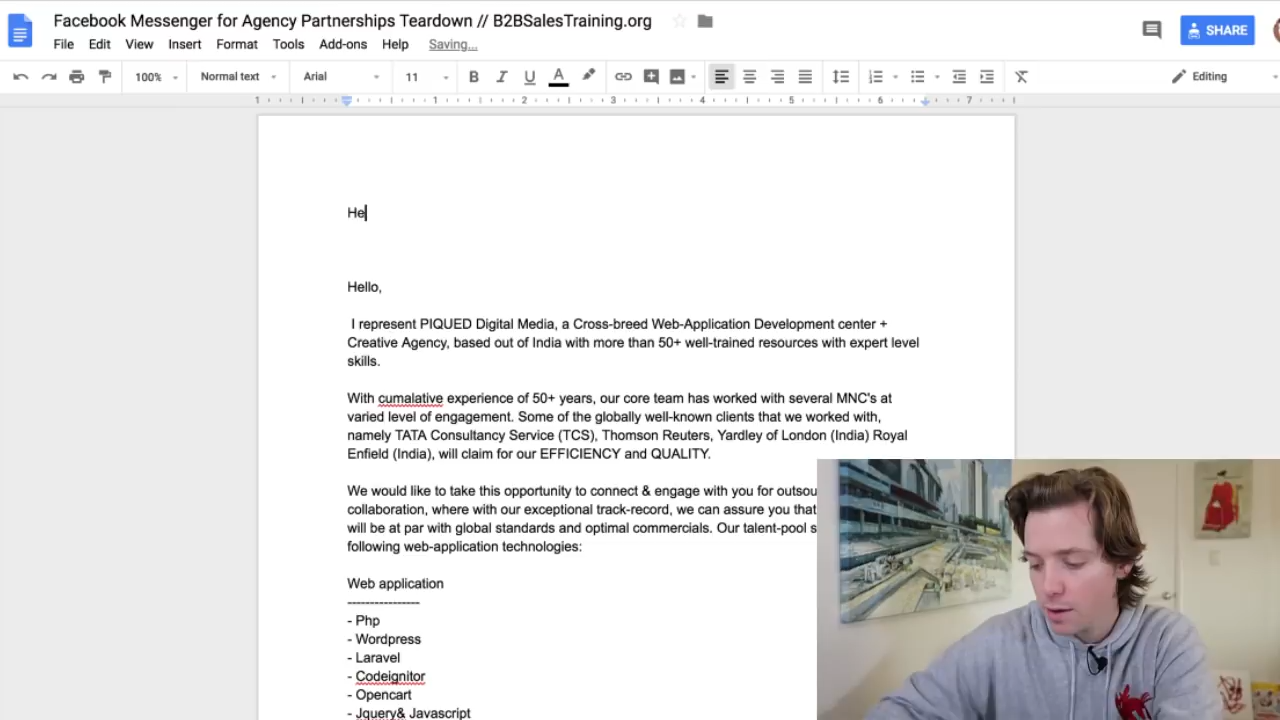 Facebook Messenger for Agency Partnerships Teardown // B2BSalesTraining.org
File Edit View Insert Format Tools Add-ons Help Saving...
SHARE
100% Normal text Arial 11 B I U A Editing
1 1 2 3 4 5 6 7
He
Hello,
I represent PIQUED Digital Media, a Cross-breed Web-Application Development center +
Creative Agency, based out of India with more than 50+ well-trained resources with expert level
skills.
With cumalative experience of 50+ years, our core team has worked with several MNC's at
varied level of engagement. Some of the globally well-known clients that we worked with,
namely TATA Consultancy Service (TCS), Thomson Reuters, Yardley of London (India) Royal
Enfield (India), will claim for our EFFICIENCY and QUALITY.
We would like to take this opportunity to connect & engage with you for outsou
collaboration, where with our exceptional track-record, we can assure you that
will be at par with global standards and optimal commercials. Our talent-pool s
following web-application technologies:
Web application
----------------
- Php
- Wordpress
- Laravel
- Codeignitor
- Opencart
- Jquery& Javascript